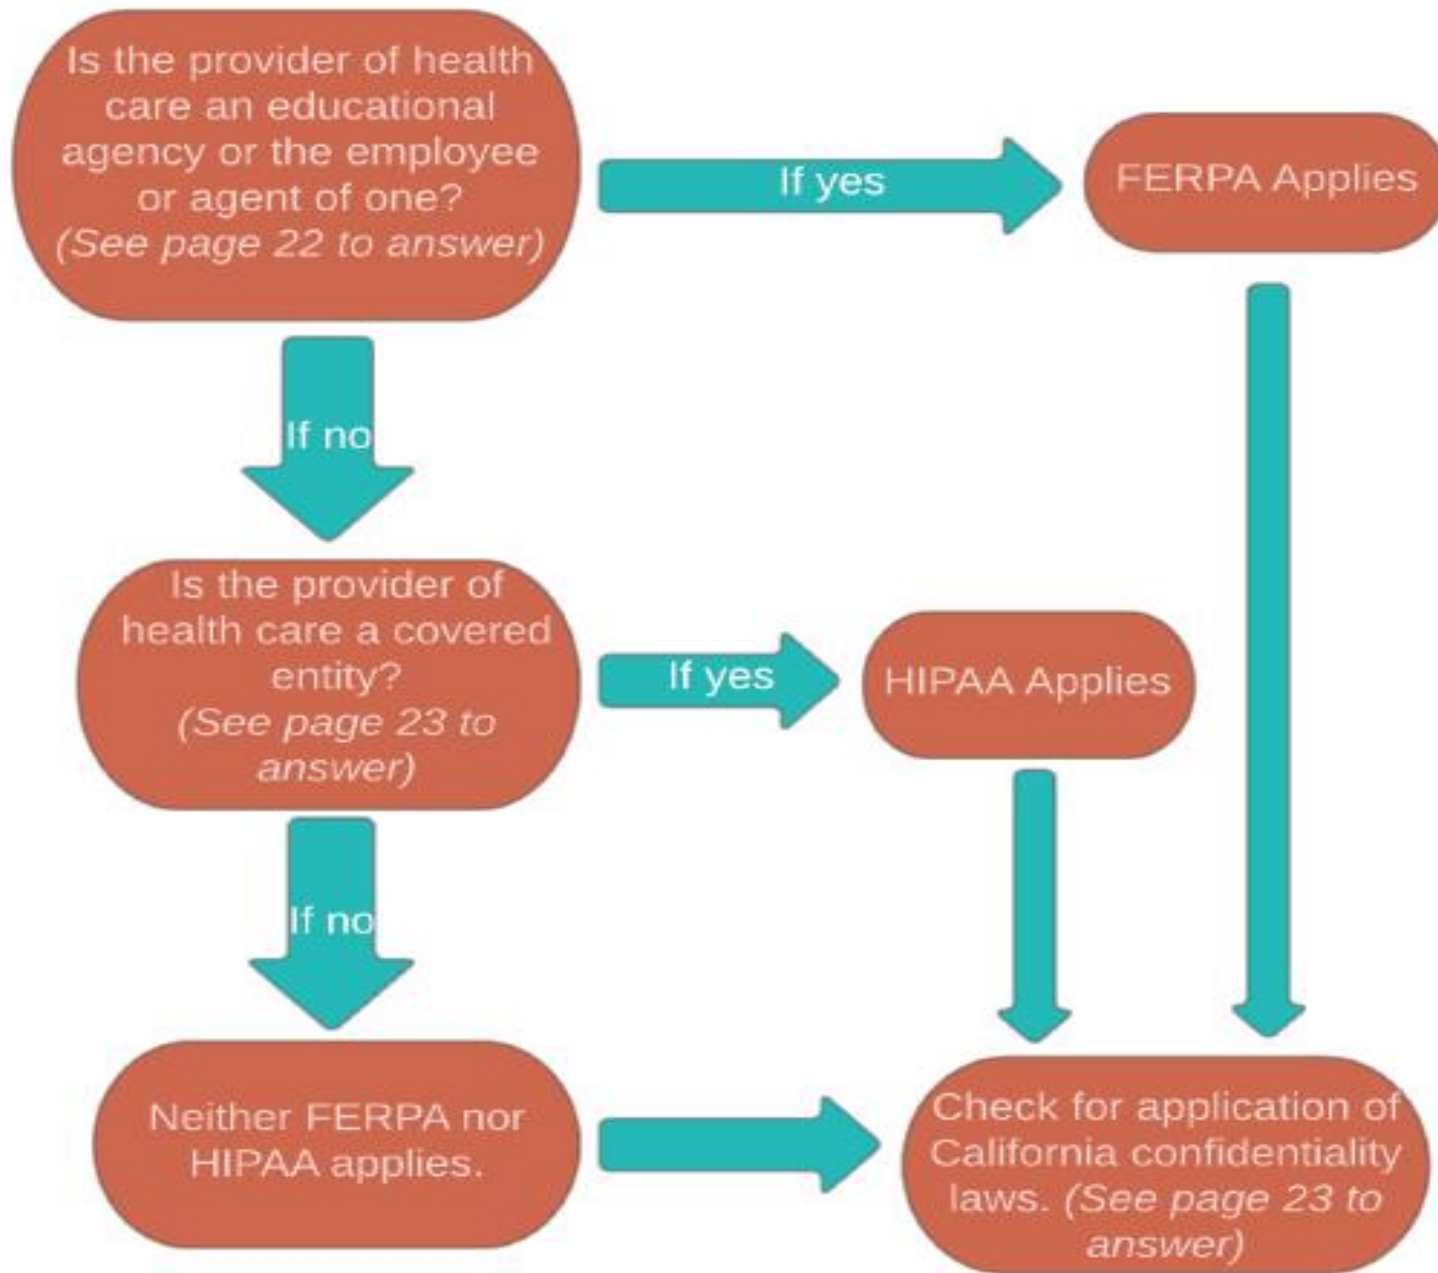 Is the provider of health
care an educational
agency or the employee
or agent of one?
(See page 22 to answer)
If yes
FERPA Applies
If no
Is the provider of
health care a covered
entity?
(See page 23 to
answer)
If yes
HIPAA Applies
If no
Neither FERPA nor
HIPAA applies.
Check for application of
California confidentiality
laws. (See page 23 to
answer)